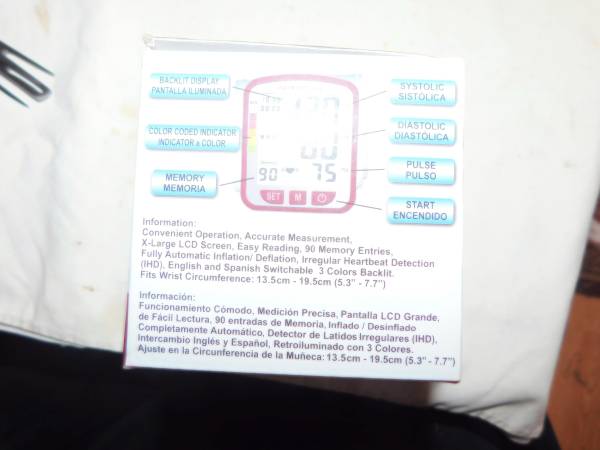 BACKLIT DISPLAY
PANTALLA ILUMINADA
COLOR CODED INDICATOR
INDICATOR a COLOR
MEMORY
MEMORIA
90
75
SET
M
SYSTOLIC
SISTÓLICA
DIASTOLIC
DIASTÓLICA
PULSE
PULSO
START
ENCENDIDO
Information:
Convenient Operation, Accurate Measurement,
X-Large LCD Screen, Easy Reading, 90 Memory Entries,
Fully Automatic Inflation/ Deflation, Irregular Heartbeat Detection
(IHD), English and Spanish Switchable 3 Colors Backlit.
Fits Wrist Circumference: 13.5cm - 19.5cm (5.3" - 7.7")
Información:
Funcionamiento Cómodo, Medición Precisa, Pantalla LCD Grande,
de Fácil Lectura, 90 entradas de Memoria, Inflado / Desinflado
Completamente Automático, Detector de Latidos Irregulares (IHD),
Intercambio Inglés y Español, Retroiluminado con 3 Colores.
Ajuste en la Circunferencia de la Muñeca: 13.5cm - 19.5cm (5.3" - 7.7")